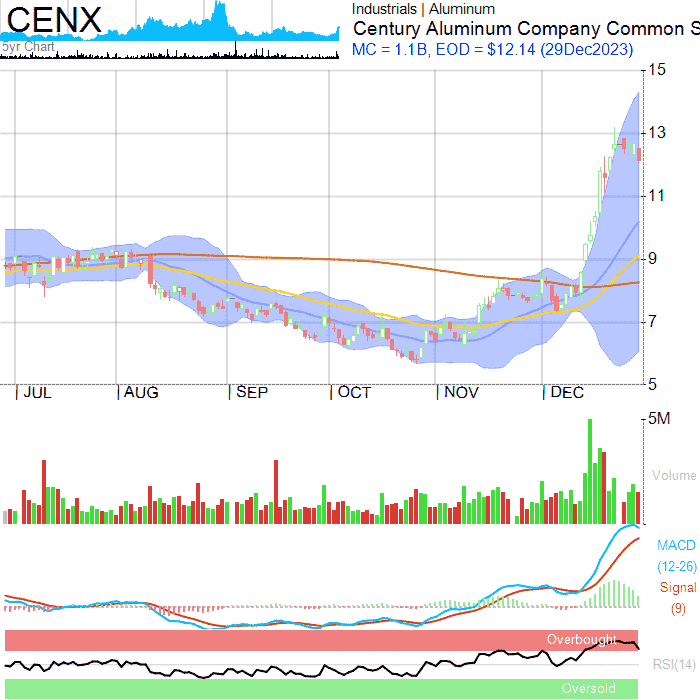 CENX
5yr Chart
Industrials | Aluminum
Century Aluminum Company Common S
MC = 1.1B, EOD = $12.14 (29Dec2023)
15
13
11
9
7
5
JUL AUG SEP OCT NOV DEC
5M
Volume
MACD
(12-26)
Signal
(9)
Overbought
RSI(14)
Oversold